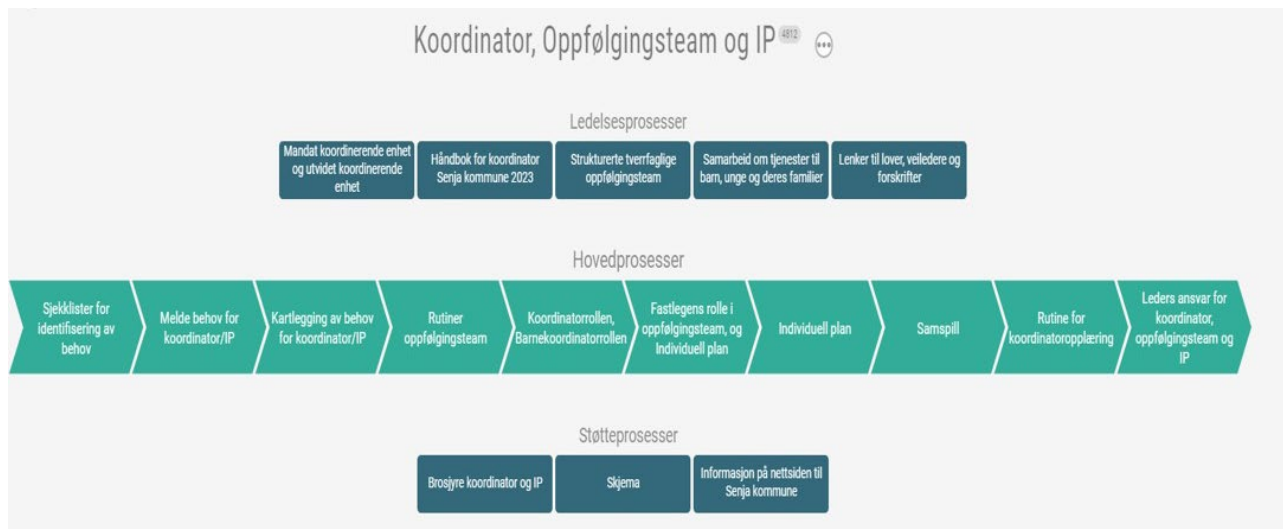 Koordinator, Oppfølgingsteam og IP 4812
Ledelsesprosesser
Mandat koordinerende enhet
og utvidet koordinerende
enhet
Håndbok for koordinator
Senja kommune 2023
Strukturerte tverrfaglige
oppfølgingsteam
Samarbeid om tjenester til
barn, unge og deres familier
Lenker til lover, veiledere og
forskrifter
Hovedprosesser
Sjekklister for
identifisering av
behov
Melde behov for
koordinator/IP
Kartlegging av behov
for koordinator/IP
Rutiner
oppfølgingsteam
Koordinatorrollen,
Barnekoordinatorrollen
Fastlegens rolle i
oppfølgingsteam, og
Individuell plan
Individuell plan
Samspill
Rutine for
koordinatoropplæring
Leders ansvar for
koordinator,
oppfølgingsteam og
IP
Støtteprosesser
Brosjyre koordinator og IP
Skjema
Informasjon på nettsiden til
Senja kommune